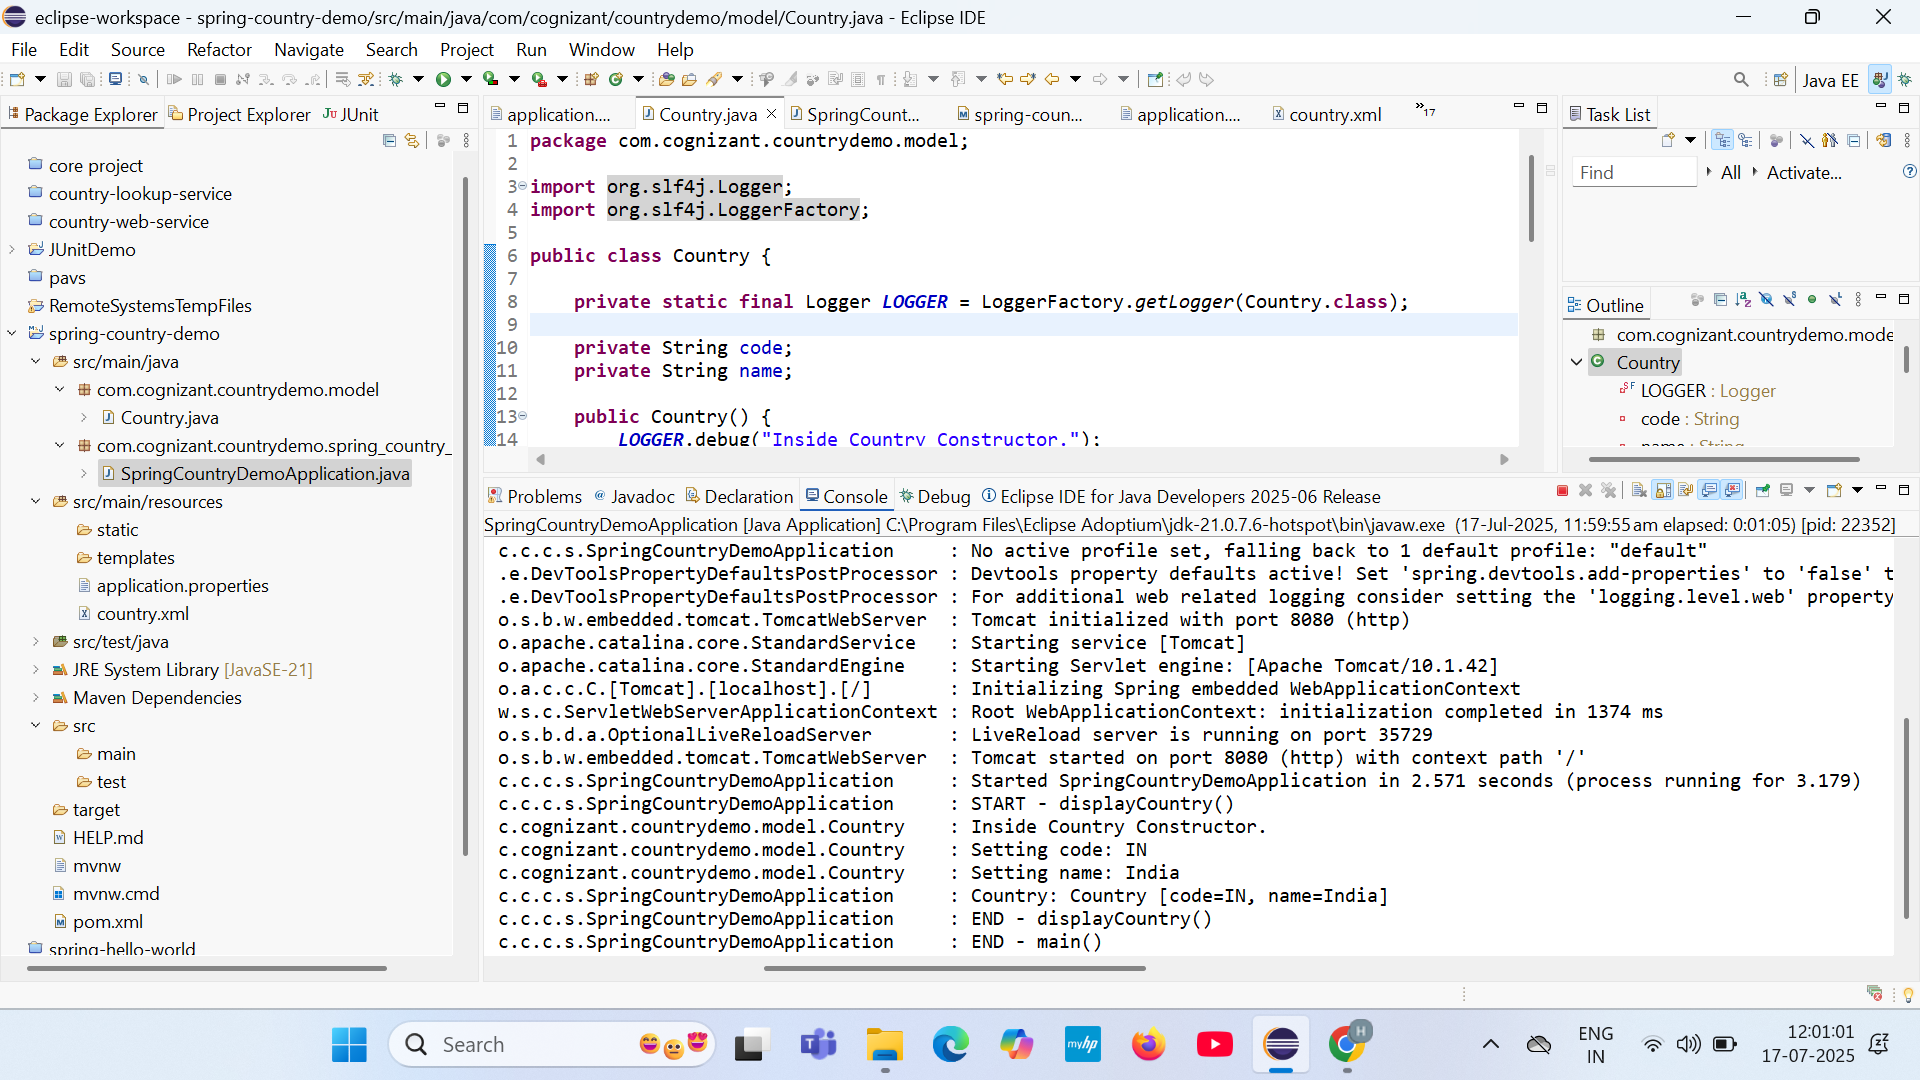 eclipse-workspace - spring-country-demo/src/main/java/com/cognizant/countrydemo/model/Country.java - Eclipse IDE
File Edit Source Refactor Navigate Search Project Run Window Help
Java EE
Package Explorer Project Explorer JUnit
core project
country-lookup-service
country-web-service
JUnitDemo
pavs
RemoteSystemsTempFiles
spring-country-demo
src/main/java
com.cognizant.countrydemo.model
Country.java
com.cognizant.countrydemo.spring_country_
SpringCountryDemoApplication.java
src/main/resources
static
templates
application.properties
country.xml
src/test/java
JRE System Library [JavaSE-21]
Maven Dependencies
src
main
test
target
HELP.md
mvnw
mvnw.cmd
pom.xml
spring-hello-world
application.... Country.java SpringCount... spring-coun... application.... country.xml »17
1 package com.cognizant.countrydemo.model;
2
3 import org.slf4j.Logger;
4 import org.slf4j.LoggerFactory;
5
6 public class Country {
7
8 private static final Logger LOGGER = LoggerFactory.getLogger(Country.class);
9
10 private String code;
11 private String name;
12
13 public Country() {
14 LOGGER.debug("Inside Country Constructor.");
Task List
Find All Activate...
Outline
com.cognizant.countrydemo.mode
Country
LOGGER : Logger
code : String
name : String
Problems Javadoc Declaration Console Debug Eclipse IDE for Java Developers 2025-06 Release
SpringCountryDemoApplication [Java Application] C:\Program Files\Eclipse Adoptium\jdk-21.0.7.6-hotspot\bin\javaw.exe (17-Jul-2025, 11:59:55 am elapsed: 0:01:05) [pid: 22352]
c.c.c.s.SpringCountryDemoApplication : No active profile set, falling back to 1 default profile: "default"
.e.DevToolsPropertyDefaultsPostProcessor : Devtools property defaults active! Set 'spring.devtools.add-properties' to 'false' t
.e.DevToolsPropertyDefaultsPostProcessor : For additional web related logging consider setting the 'logging.level.web' property
o.s.b.w.embedded.tomcat.TomcatWebServer : Tomcat initialized with port 8080 (http)
o.apache.catalina.core.StandardService : Starting service [Tomcat]
o.apache.catalina.core.StandardEngine : Starting Servlet engine: [Apache Tomcat/10.1.42]
o.a.c.c.C.[Tomcat].[localhost].[/] : Initializing Spring embedded WebApplicationContext
w.s.c.ServletWebServerApplicationContext : Root WebApplicationContext: initialization completed in 1374 ms
o.s.b.d.a.OptionalLiveReloadServer : LiveReload server is running on port 35729
o.s.b.w.embedded.tomcat.TomcatWebServer : Tomcat started on port 8080 (http) with context path '/'
c.c.c.s.SpringCountryDemoApplication : Started SpringCountryDemoApplication in 2.571 seconds (process running for 3.179)
c.c.c.s.SpringCountryDemoApplication : START - displayCountry()
c.cognizant.countrydemo.model.Country : Inside Country Constructor.
c.cognizant.countrydemo.model.Country : Setting code: IN
c.cognizant.countrydemo.model.Country : Setting name: India
c.c.c.s.SpringCountryDemoApplication : Country: Country [code=IN, name=India]
c.c.c.s.SpringCountryDemoApplication : END - displayCountry()
c.c.c.s.SpringCountryDemoApplication : END - main()
Search
myhp
H
ENG
IN
12:01:01
17-07-2025